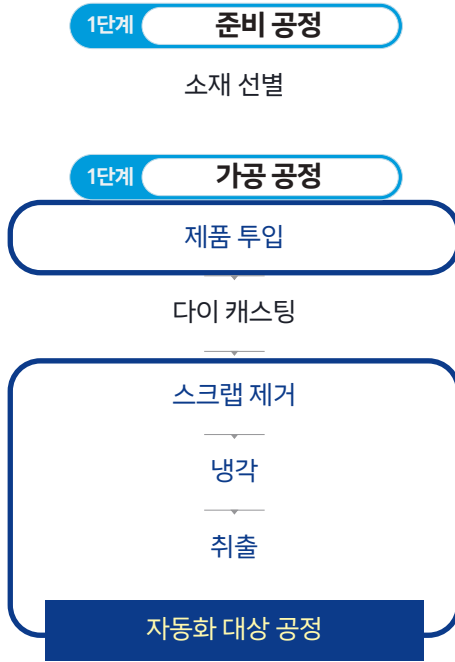 1단계 준비 공정
소재 선별
1단계 가공 공정
제품 투입
다이 캐스팅
스크랩 제거
냉각
취출
자동화 대상 공정